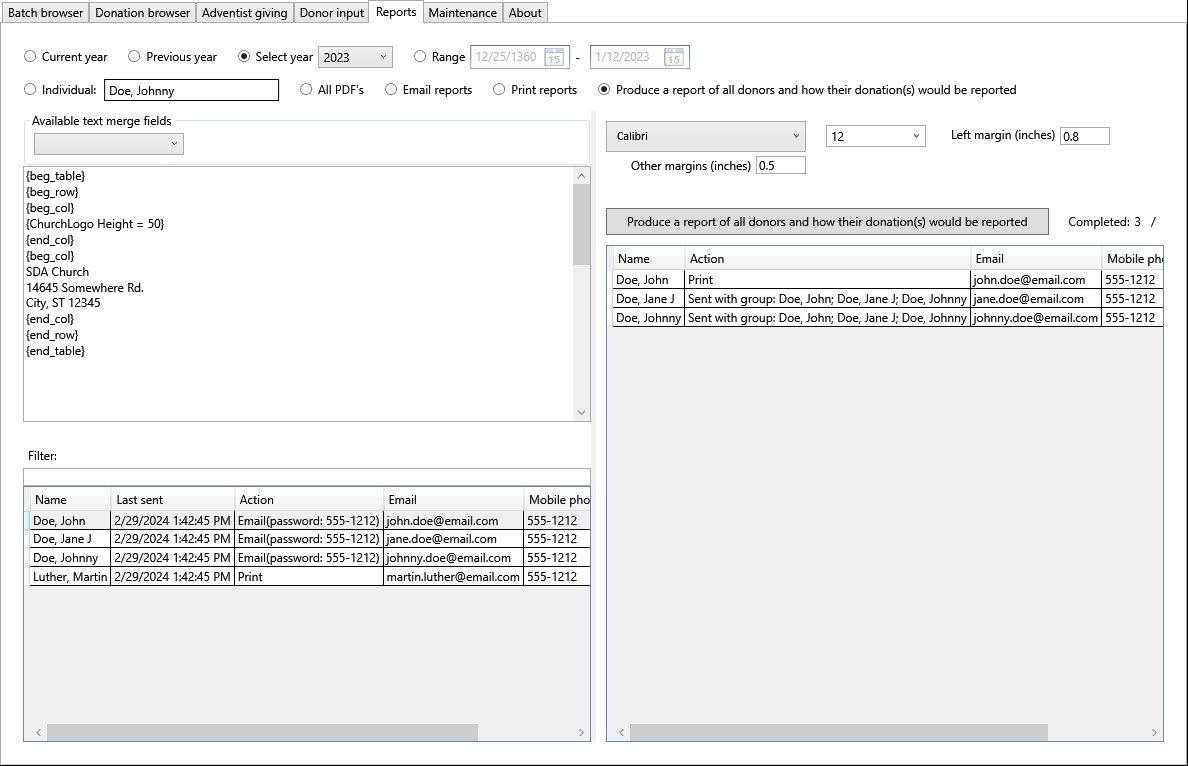 Batch browser Donation browser Adventist giving Donor input Reports Maintenance About
Current year Previous year Select year 2023 Range 12/25/1360 15 - 1/12/2023 15
Individual: Doe, Johnny All PDF's Email reports Print reports Produce a report of all donors and how their donation(s) would be reported
Available text merge fields
{beg_table}
{beg_row}
{beg_col}
{ChurchLogo Height = 50}
{end_col}
{beg_col}
SDA Church
14645 Somewhere Rd.
City, ST 12345
{end_col}
{end_row}
{end_table}
Filter:
Name Last sent Action Email Mobile pho
Doe, John 2/29/2024 1:42:45 PM Email(password: 555-1212) john.doe@email.com 555-1212
Doe, Jane J 2/29/2024 1:42:45 PM Email(password: 555-1212) jane.doe@email.com 555-1212
Doe, Johnny 2/29/2024 1:42:45 PM Email(password: 555-1212) johnny.doe@email.com 555-1212
Luther, Martin 2/29/2024 1:42:45 PM Print martin.luther@email.com 555-1212
Calibri 12 Left margin (inches) 0.8
Other margins (inches) 0.5
Produce a report of all donors and how their donation(s) would be reported Completed: 3 /
Name Action Email Mobile pho
Doe, John Print john.doe@email.com 555-1212
Doe, Jane J Sent with group: Doe, John; Doe, Jane J; Doe, Johnny jane.doe@email.com 555-1212
Doe, Johnny Sent with group: Doe, John; Doe, Jane J; Doe, Johnny johnny.doe@email.com 555-1212